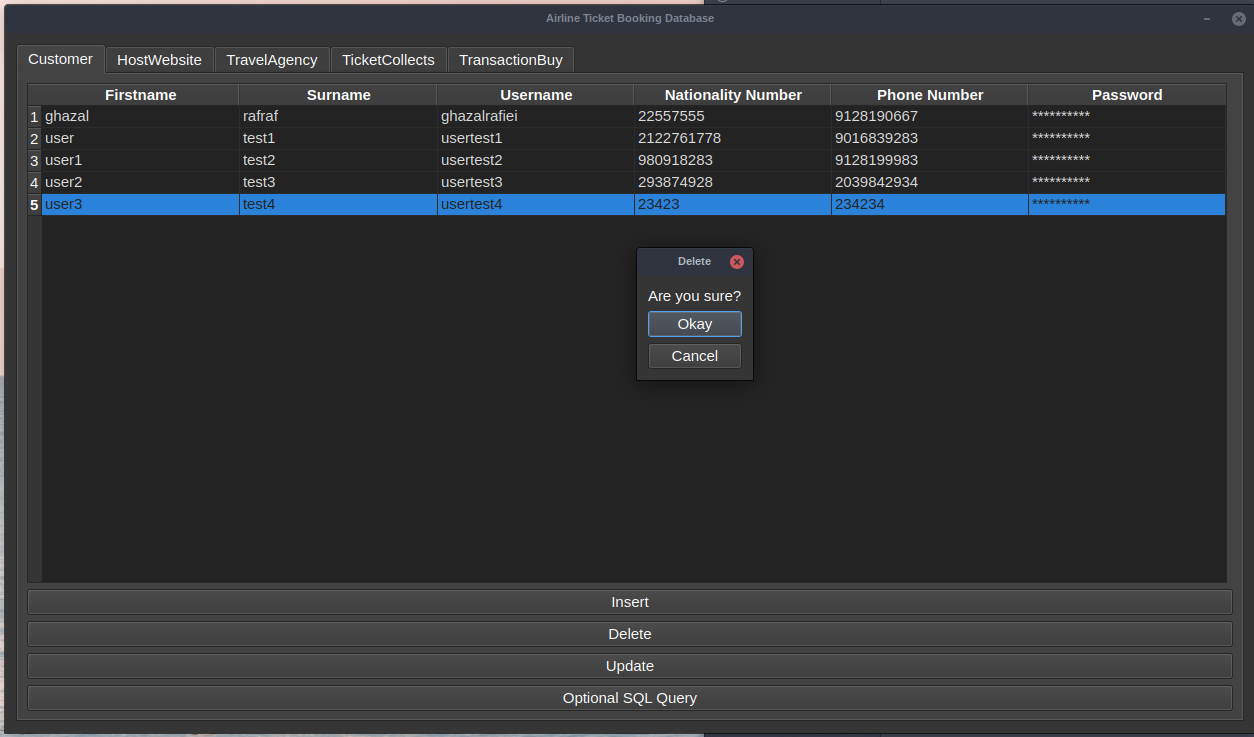 Airline Ticket Booking Database
Customer HostWebsite TravelAgency TicketCollects TransactionBuy
Firstname Surname Username Nationality Number Phone Number Password
1 ghazal rafraf ghazalrafiei 22557555 9128190667 **********
2 user test1 usertest1 2122761778 9016839283 **********
3 user1 test2 usertest2 980918283 9128199983 **********
4 user2 test3 usertest3 293874928 2039842934 **********
5 user3 test4 usertest4 23423 234234 **********
Delete
Are you sure?
Okay
Cancel
Insert
Delete
Update
Optional SQL Query